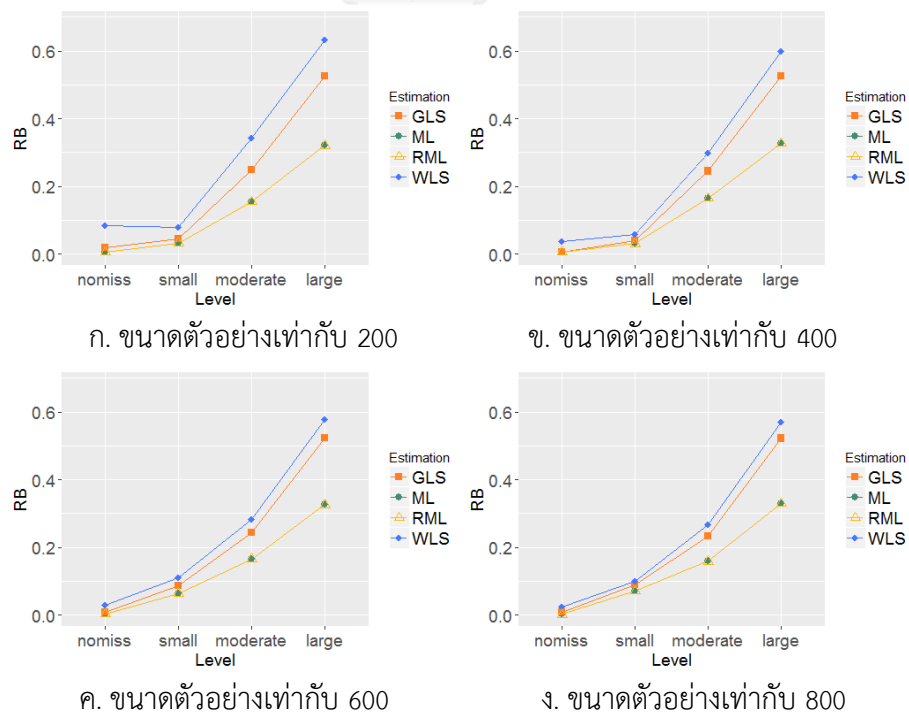 0.6
0.4
0.2
0.0
RB
nomiss small moderate large
Level
Estimation
GLS
ML
RML
WLS
ก. ขนาดตัวอย่างเท่ากับ 200
0.6
0.4
0.2
0.0
RB
nomiss small moderate large
Level
Estimation
GLS
ML
RML
WLS
ข. ขนาดตัวอย่างเท่ากับ 400
0.6
0.4
0.2
0.0
RB
nomiss small moderate large
Level
Estimation
GLS
ML
RML
WLS
ค. ขนาดตัวอย่างเท่ากับ 600
0.6
0.4
0.2
0.0
RB
nomiss small moderate large
Level
Estimation
GLS
ML
RML
WLS
ง. ขนาดตัวอย่างเท่ากับ 800